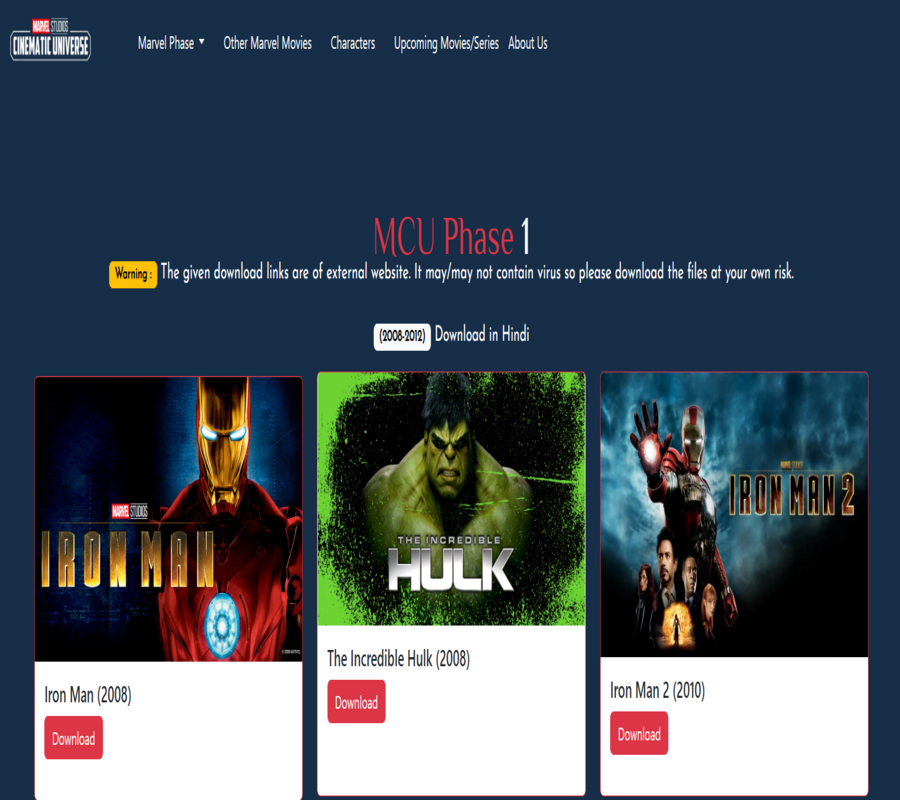 MARVEL STUDIOS
CINEMATIC UNIVERSE
Marvel Phase Other Marvel Movies Characters Upcoming Movies/Series About Us
MCU Phase 1
Warning : The given download links are of external website. It may/may not contain virus so please download the files at your own risk.
(2008-2012) Download in Hindi
MARVEL STUDIOS
IRON MAN
THE INCREDIBLE
HULK
IRON MAN 2
Iron Man (2008)
Download
The Incredible Hulk (2008)
Download
Iron Man 2 (2010)
Download